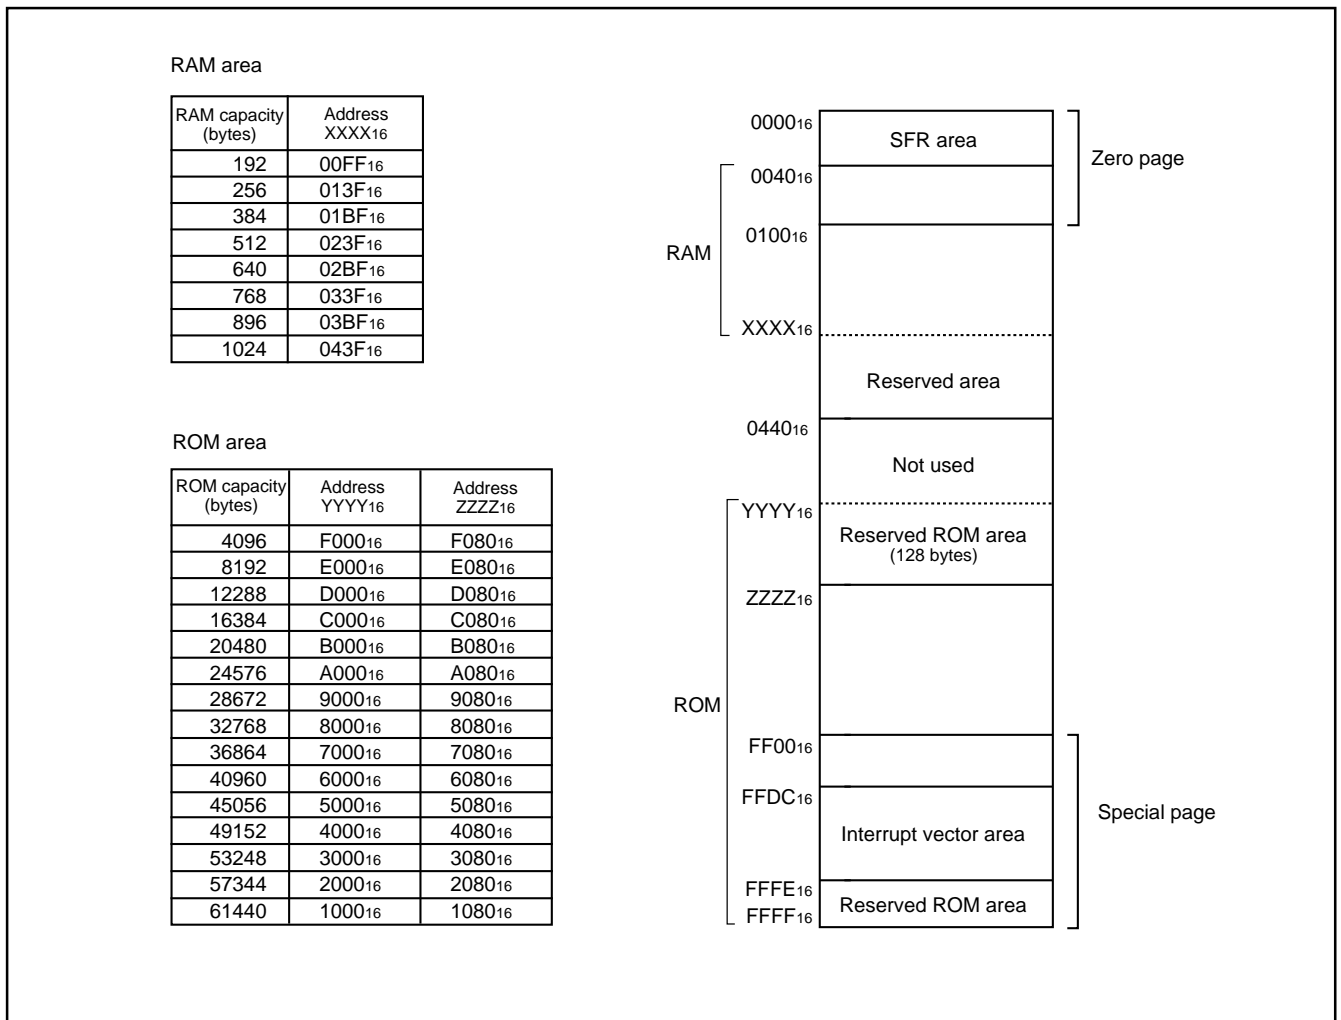 RAM area
RAM capacity (bytes) Address XXXX16
192 00FF16
256 013F16
384 01BF16
512 023F16
640 02BF16
768 033F16
896 03BF16
1024 043F16
ROM area
ROM capacity (bytes) Address YYYY16 Address ZZZZ16
4096 F00016 F08016
8192 E00016 E08016
12288 D00016 D08016
16384 C00016 C08016
20480 B00016 B08016
24576 A00016 A08016
28672 900016 908016
32768 800016 808016
36864 700016 708016
40960 600016 608016
45056 500016 508016
49152 400016 408016
53248 300016 308016
57344 200016 208016
61440 100016 108016
000016
SFR area
Zero page
004016
RAM
010016
XXXX16
Reserved area
044016
Not used
YYYY16
Reserved ROM area
(128 bytes)
ZZZZ16
ROM
FF0016
FFDC16
Special page
Interrupt vector area
FFFE16
Reserved ROM area
FFFF16